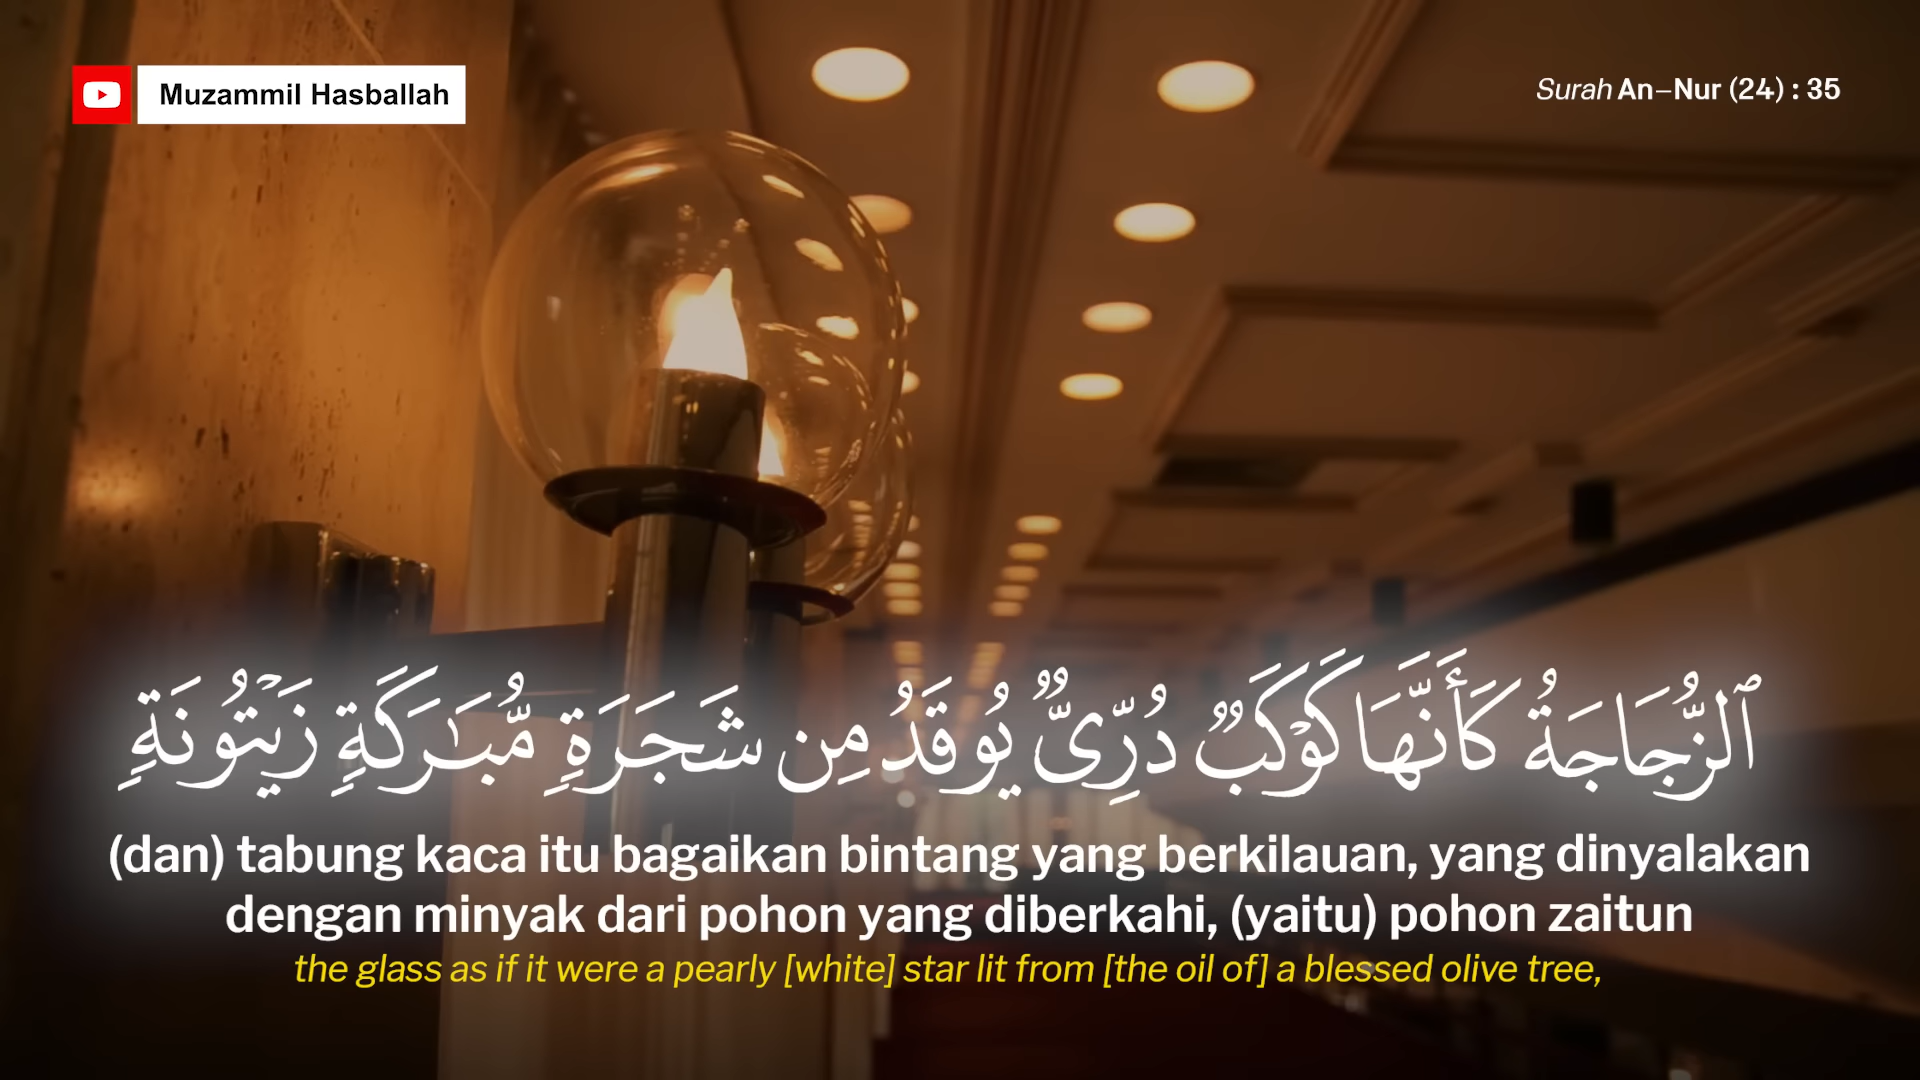 Muzammil Hasballah
Surah An-Nur (24) : 35
ٱلزُّجَاجَةُ كَأَنَّهَا كَوْكَبٌ دُرِّىٌّ يُوقَدُ مِن شَجَرَةٍ مُّبَـٰرَكَةٍ زَيْتُونَةٍ
(dan) tabung kaca itu bagaikan bintang yang berkilauan, yang dinyalakan
dengan minyak dari pohon yang diberkahi, (yaitu) pohon zaitun
the glass as if it were a pearly [white] star lit from [the oil of] a blessed olive tree,